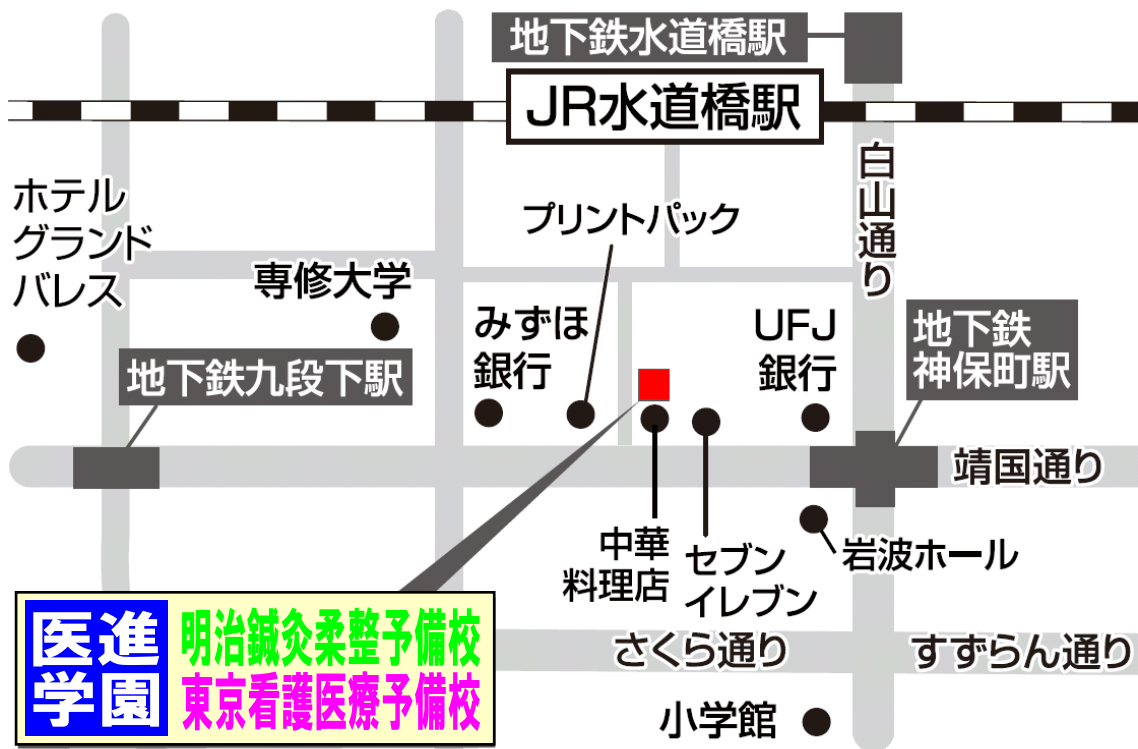 地下鉄水道橋駅
JR水道橋駅
白山通り
ホテル
グランド
バレス
プリントパック
専修大学
みずほ
銀行
UFJ
銀行
地下鉄
神保町駅
地下鉄九段下駅
靖国通り
中華
料理店
セブン
イレブン
岩波ホール
医進
学園
明治鍼灸柔整予備校
東京看護医療予備校
さくら通り
すずらん通り
小学館